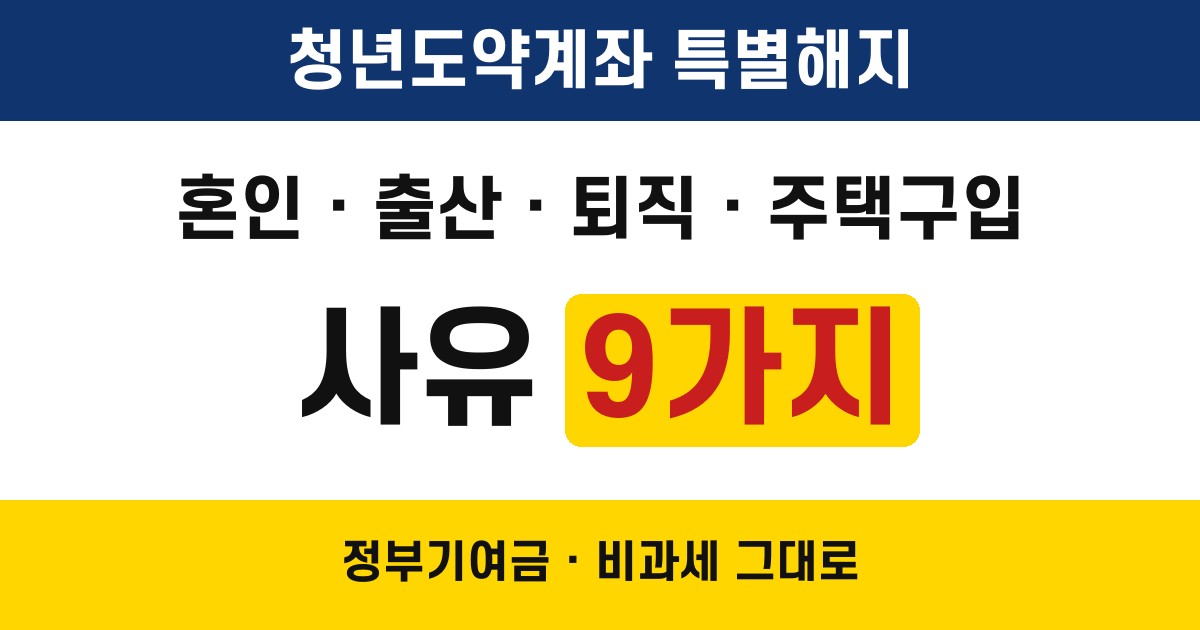 청년도약계좌 특별해지
혼인 · 출산 · 퇴직 · 주택구입
사유 9가지
정부기여금 · 비과세 그대로